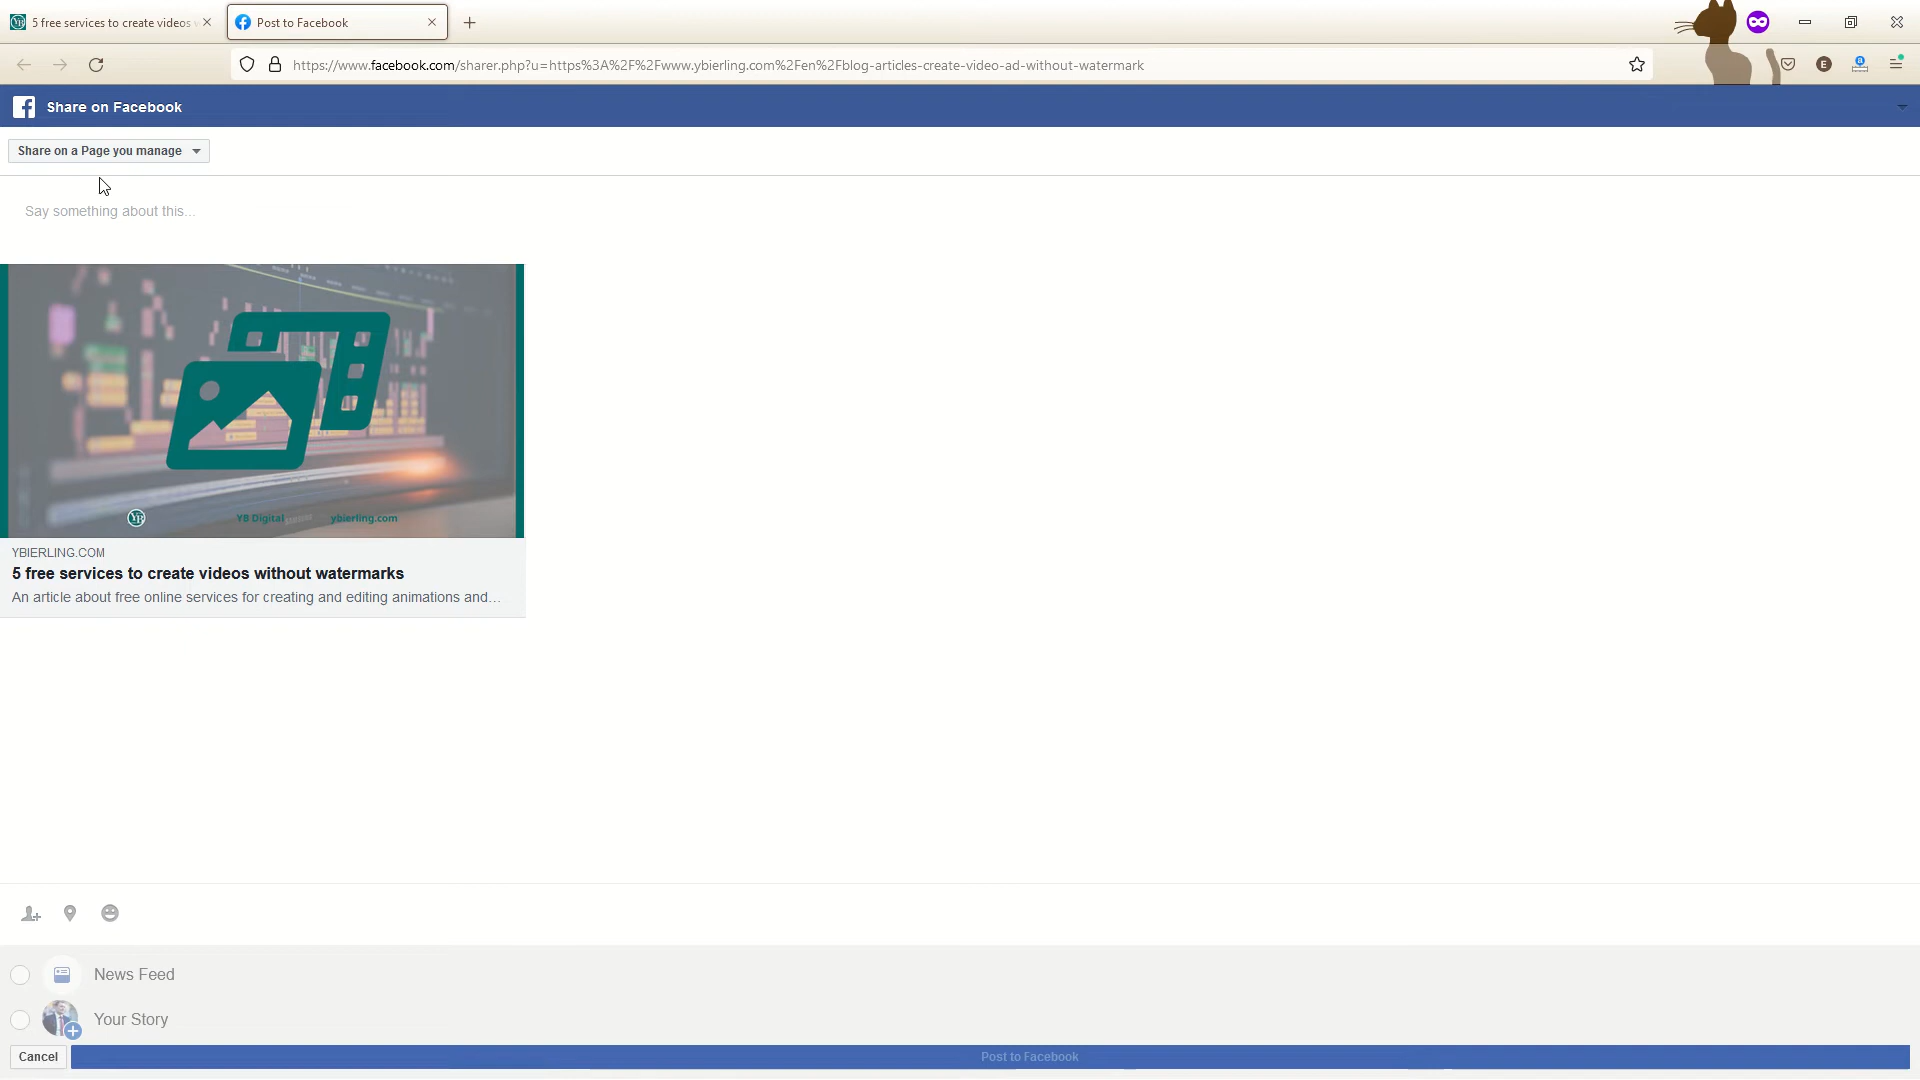 5 free services to create videos
Post to Facebook
https://www.facebook.com/sharer.php?u=https%3A%2F%2Fwww.ybierling.com%2Fen%2Fblog-articles-create-video-ad-without-watermark
E
Share on Facebook
Share on a Page you manage
Say something about this...
YB
YB Digital
ybierling.com
YBIERLING.COM
5 free services to create videos without watermarks
An article about free online services for creating and editing animations and...
News Feed
Your Story
Cancel
Post to Facebook